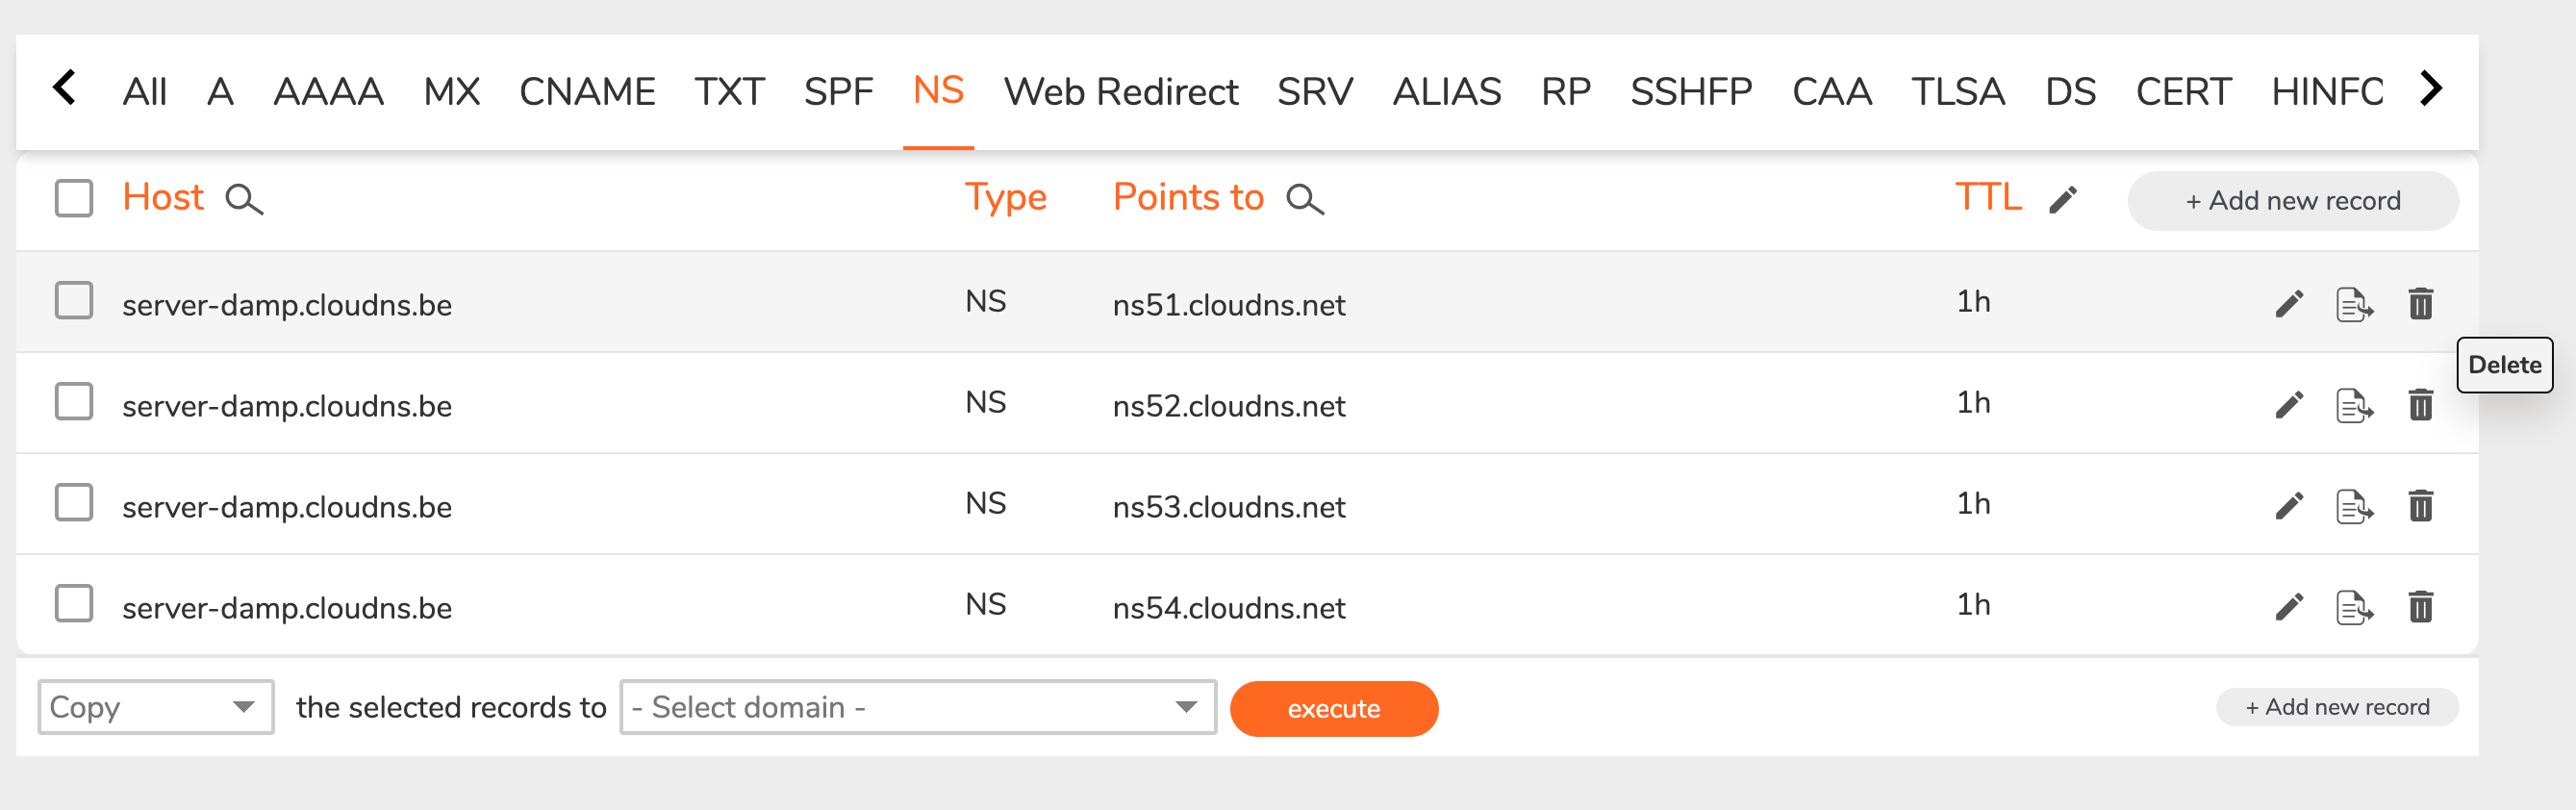 All A AAAA MX CNAME TXT SPF NS Web Redirect SRV ALIAS RP SSHFP CAA TLSA DS CERT HINFO
Host Type Points to TTL + Add new record
server-damp.cloudns.be NS ns51.cloudns.net 1h
Delete
server-damp.cloudns.be NS ns52.cloudns.net 1h
server-damp.cloudns.be NS ns53.cloudns.net 1h
server-damp.cloudns.be NS ns54.cloudns.net 1h
Copy the selected records to - Select domain - execute + Add new record